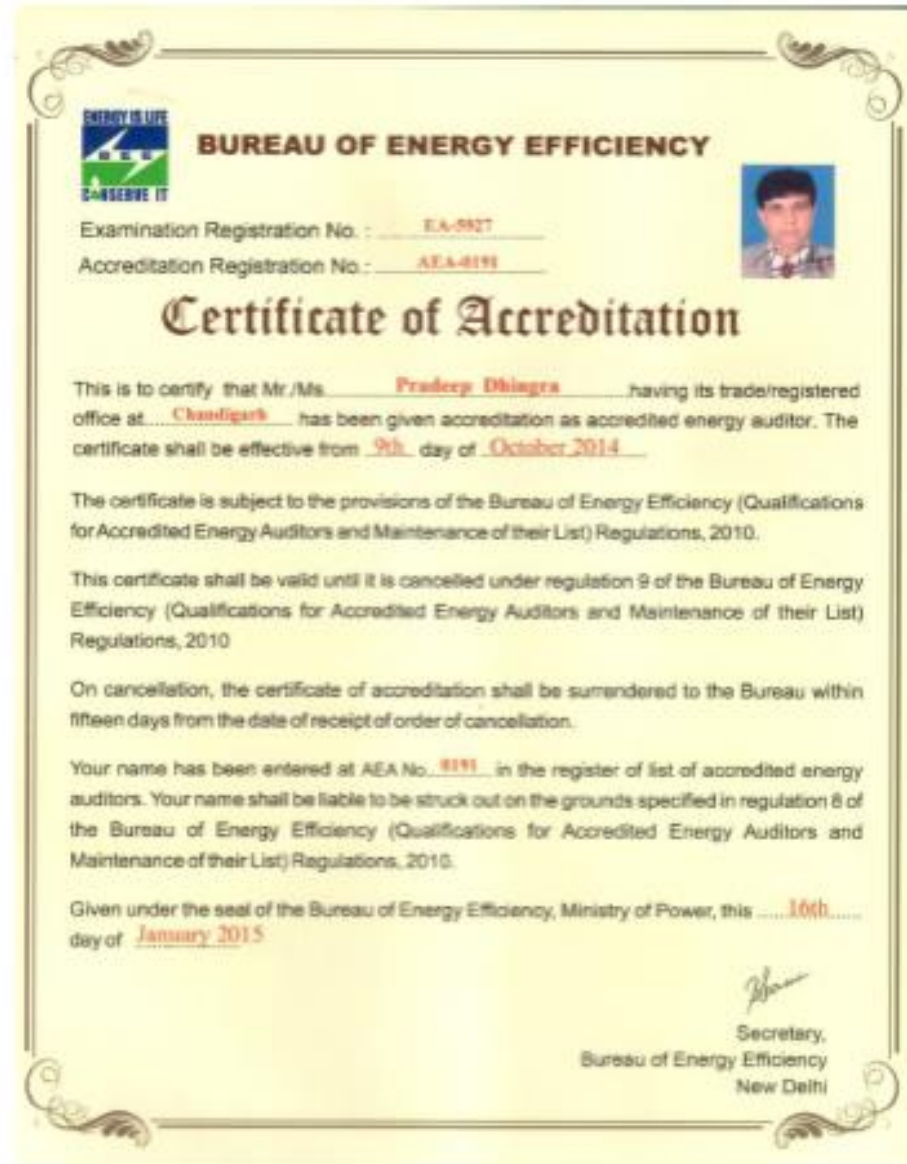 ENERGY IS LIFE
BEE
CONSERVE IT
BUREAU OF ENERGY EFFICIENCY
Examination Registration No. : EA-5927
Accreditation Registration No.: AEA-0191
Certificate of Accreditation
This is to certify that Mr./Ms. Pradeep Dhingra having its trade/registered
office at Chandigarh has been given accreditation as accredited energy auditor. The
certificate shall be effective from 9th day of October 2014
The certificate is subject to the provisions of the Bureau of Energy Efficiency (Qualifications
for Accredited Energy Auditors and Maintenance of their List) Regulations, 2010.
This certificate shall be valid until it is cancelled under regulation 9 of the Bureau of Energy
Efficiency (Qualifications for Accredited Energy Auditors and Maintenance of their List)
Regulations, 2010
On cancellation, the certificate of accreditation shall be surrendered to the Bureau within
fifteen days from the date of receipt of order of cancellation.
Your name has been entered at AEA No. 0191 in the register of list of accredited energy
auditors. Your name shall be liable to be struck out on the grounds specified in regulation 8 of
the Bureau of Energy Efficiency (Qualifications for Accredited Energy Auditors and
Maintenance of their List) Regulations, 2010.
Given under the seal of the Bureau of Energy Efficiency, Ministry of Power, this 16th
day of January 2015
Secretary,
Bureau of Energy Efficiency
New Delhi